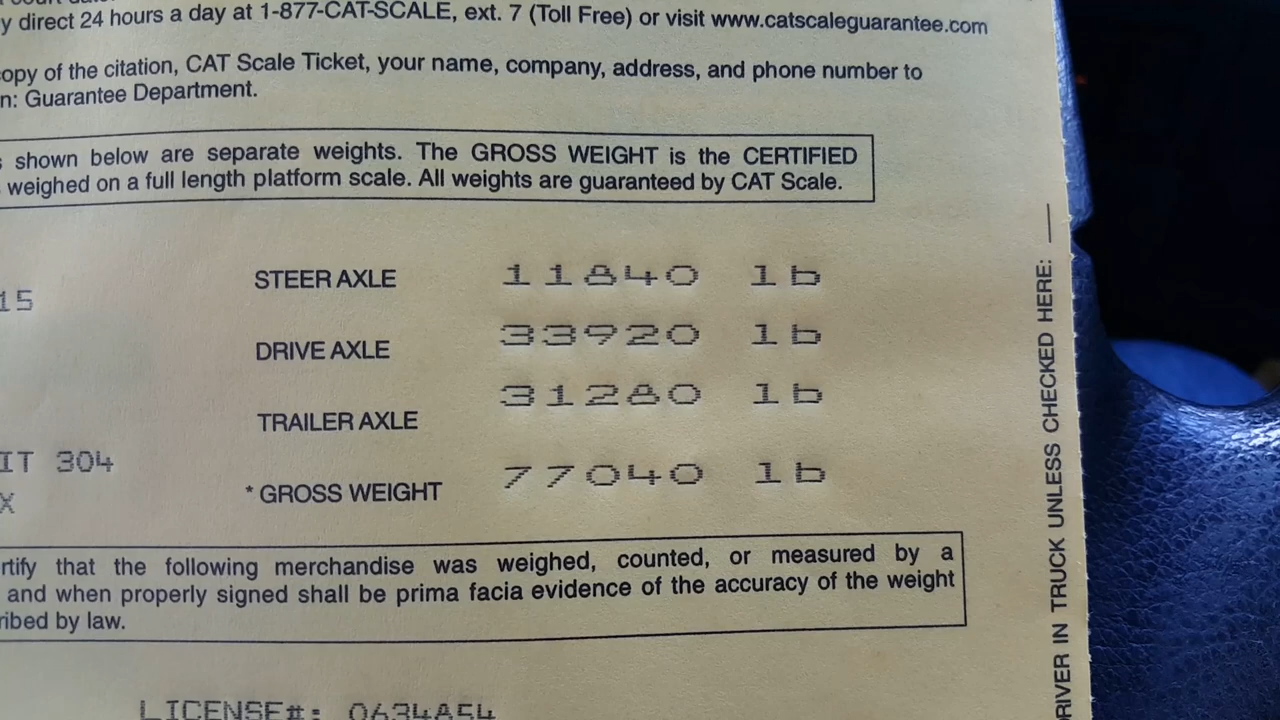 y direct 24 hours a day at 1-877-CAT-SCALE, ext. 7 (Toll Free) or visit www.catscaleguarantee.com
opy of the citation, CAT Scale Ticket, your name, company, address, and phone number to
n: Guarantee Department.
s shown below are separate weights. The GROSS WEIGHT is the CERTIFIED
weighed on a full length platform scale. All weights are guaranteed by CAT Scale.
STEER AXLE 11840 lb
15
DRIVE AXLE 33920 lb
TRAILER AXLE 31280 lb
IT 304
* GROSS WEIGHT 77040 lb
X
rtify that the following merchandise was weighed, counted, or measured by a
and when properly signed shall be prima facia evidence of the accuracy of the weight
ribed by law.
LICENSE#: 0634A54
DRIVER IN TRUCK UNLESS CHECKED HERE: